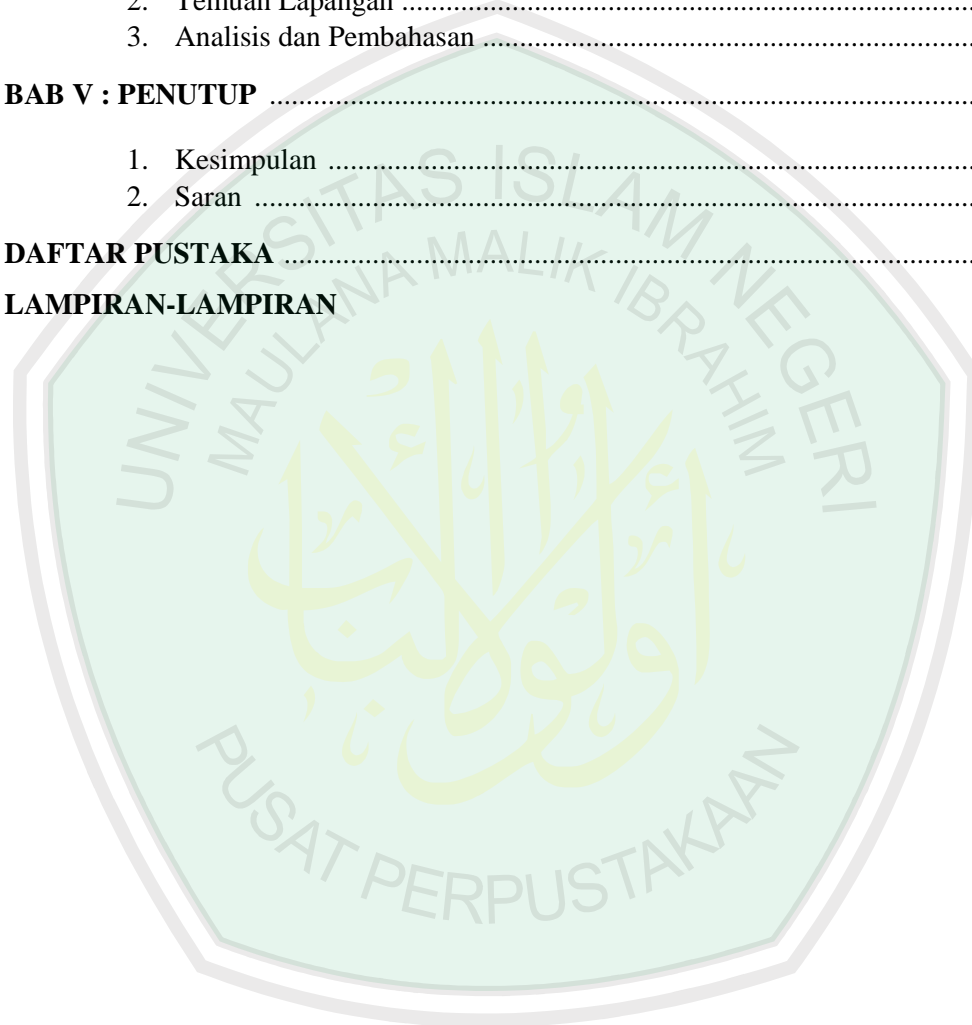 2. Temuan Lapangan ........................................................................
3. Analisis dan Pembahasan ........................................................................
BAB V : PENUTUP ........................................................................
1. Kesimpulan ........................................................................
2. Saran ........................................................................
DAFTAR PUSTAKA ........................................................................
LAMPIRAN-LAMPIRAN
UNIVERSITAS ISLAM NEGERI
MAULANA MALIK IBRAHIM
PUSAT PERPUSTAKAAN